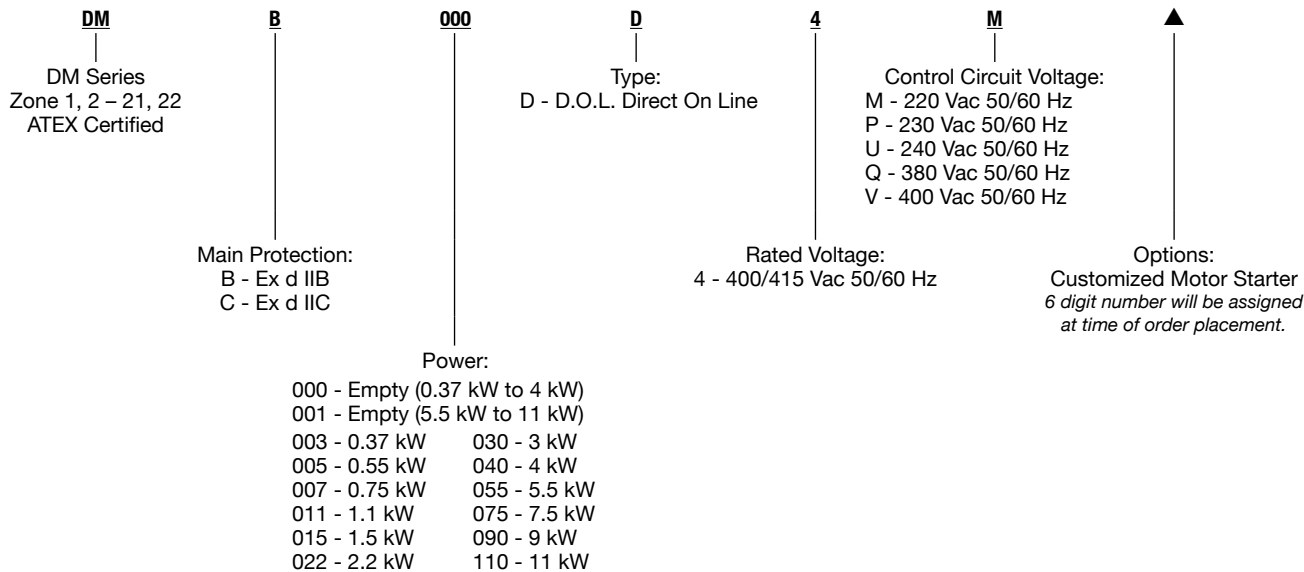 DM B 000 D 4 M ▲
DM Series
Zone 1, 2 – 21, 22
ATEX Certified
Type:
D - D.O.L. Direct On Line
Control Circuit Voltage:
M - 220 Vac 50/60 Hz
P - 230 Vac 50/60 Hz
U - 240 Vac 50/60 Hz
Q - 380 Vac 50/60 Hz
V - 400 Vac 50/60 Hz
Main Protection:
B - Ex d IIB
C - Ex d IIC
Rated Voltage:
4 - 400/415 Vac 50/60 Hz
Options:
Customized Motor Starter
6 digit number will be assigned
at time of order placement.
Power:
000 - Empty (0.37 kW to 4 kW)
001 - Empty (5.5 kW to 11 kW)
003 - 0.37 kW 030 - 3 kW
005 - 0.55 kW 040 - 4 kW
007 - 0.75 kW 055 - 5.5 kW
011 - 1.1 kW 075 - 7.5 kW
015 - 1.5 kW 090 - 9 kW
022 - 2.2 kW 110 - 11 kW